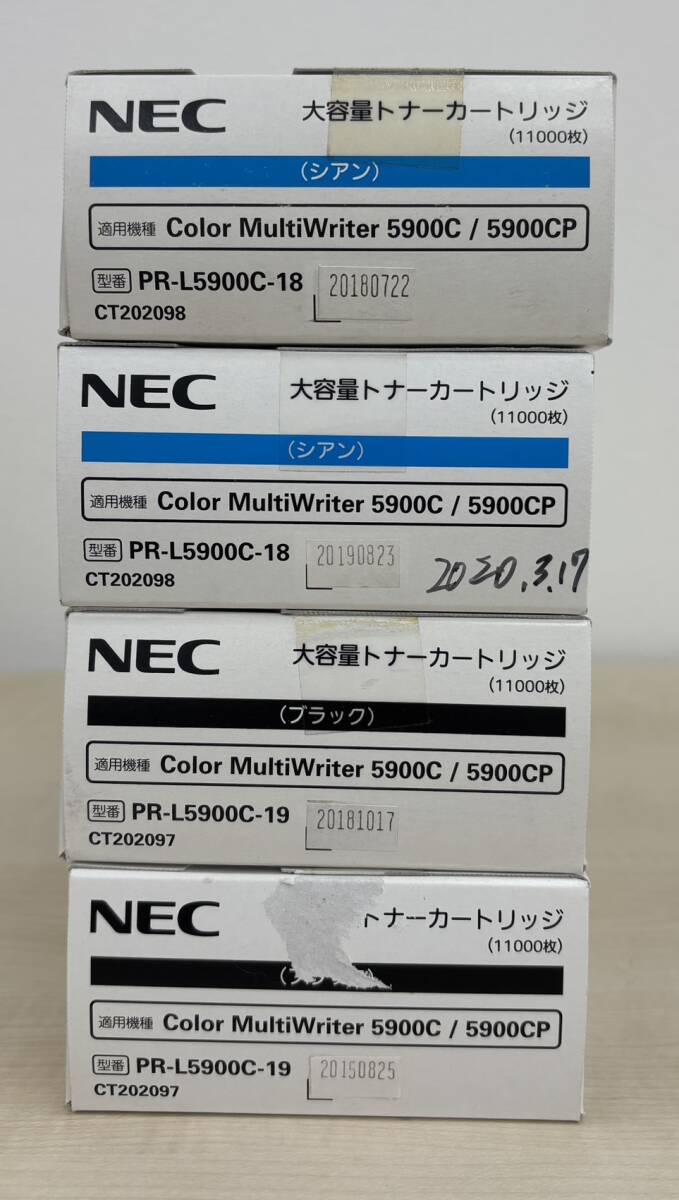 NEC 大容量トナーカートリッジ
(11000枚)
(シアン)
適用機種 Color MultiWriter 5900C / 5900CP
型番 PR-L5900C-18 20180722
CT202098
NEC 大容量トナーカートリッジ
(11000枚)
(シアン)
適用機種 Color MultiWriter 5900C / 5900CP
型番 PR-L5900C-18 20190823 2020.3.17
CT202098
NEC 大容量トナーカートリッジ
(11000枚)
(ブラック)
適用機種 Color MultiWriter 5900C / 5900CP
型番 PR-L5900C-19 20181017
CT202097
NEC トナーカートリッジ
(11000枚)
適用機種 Color MultiWriter 5900C / 5900CP
型番 PR-L5900C-19 20150825
CT202097